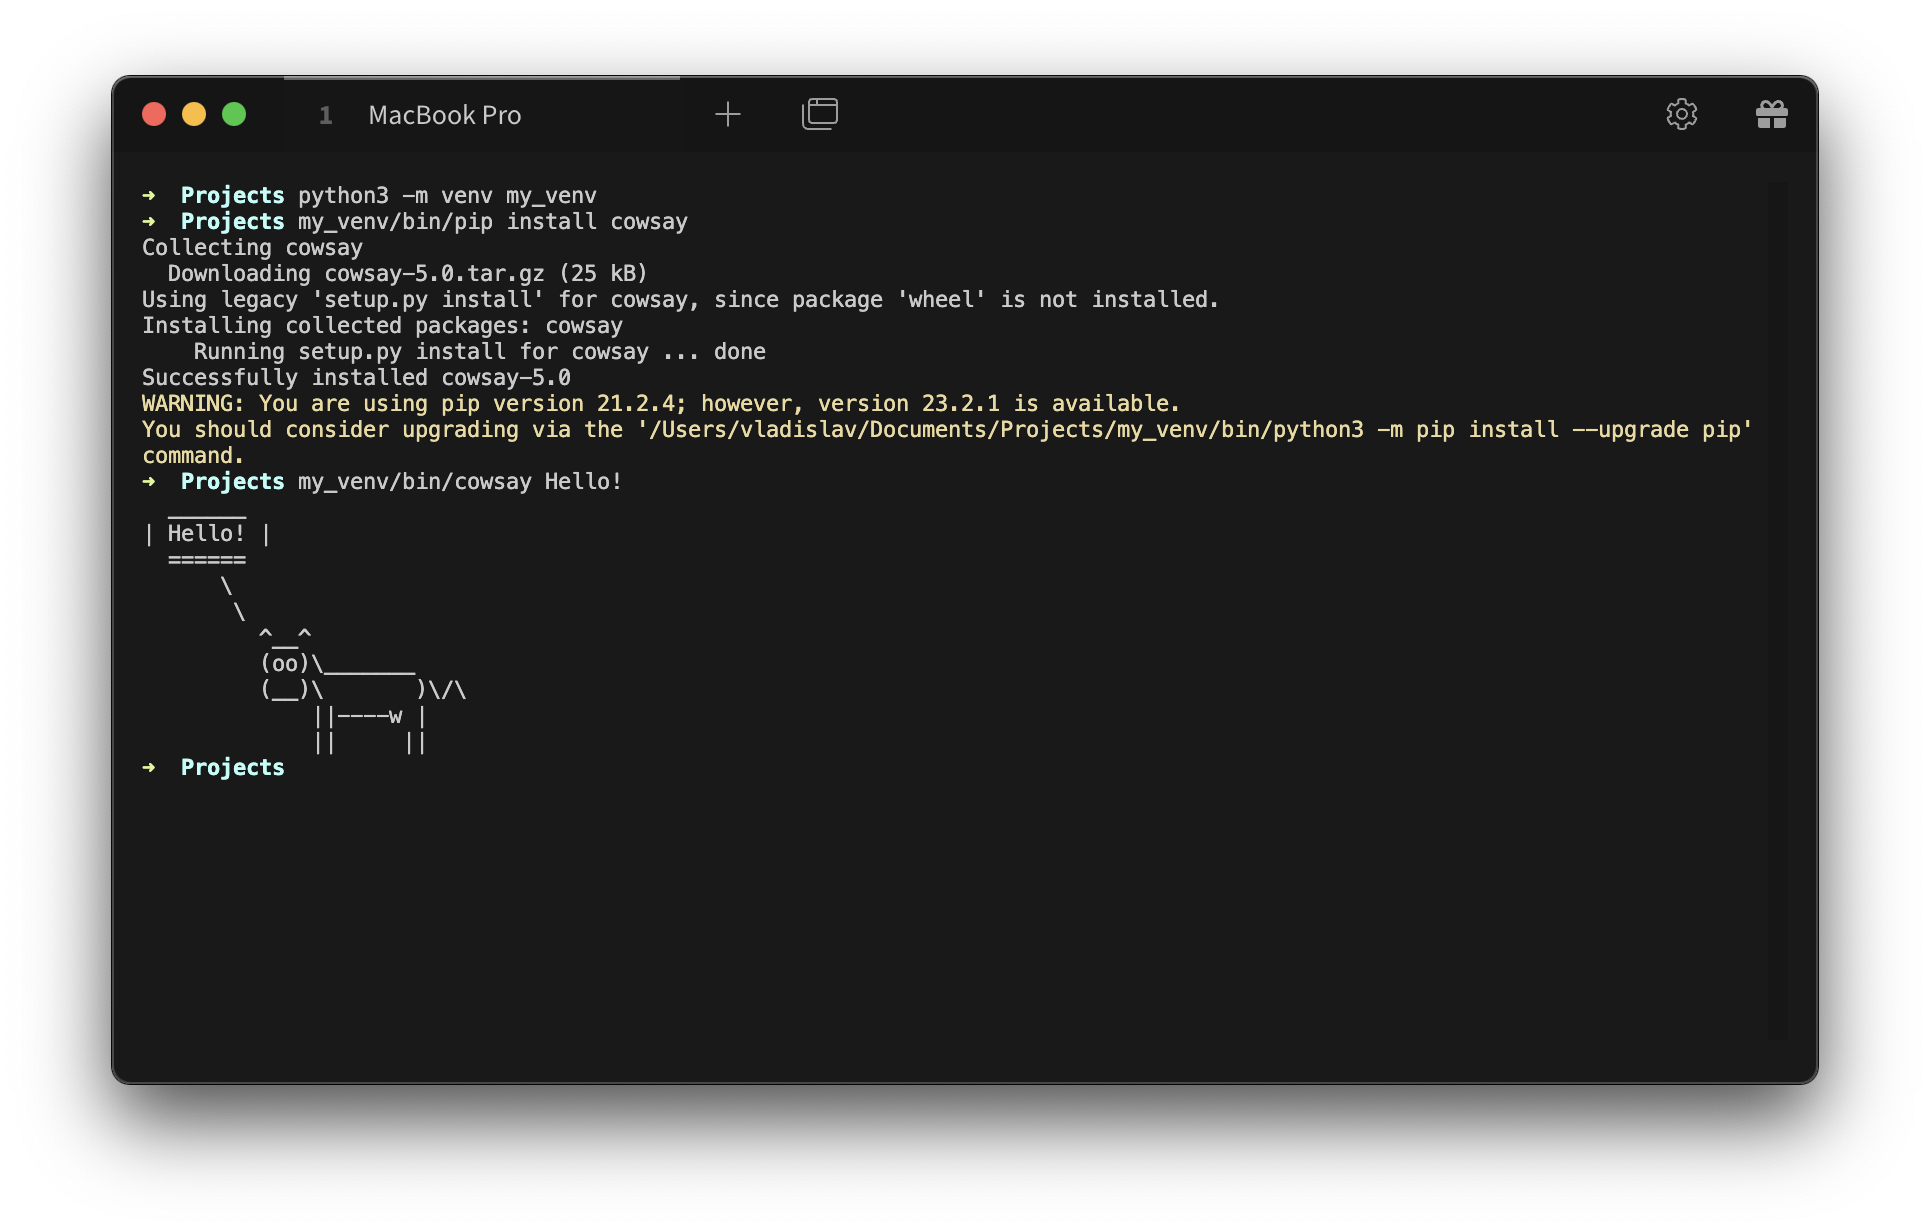 1 MacBook Pro
➜  Projects python3 -m venv my_venv
➜  Projects my_venv/bin/pip install cowsay
Collecting cowsay
  Downloading cowsay-5.0.tar.gz (25 kB)
Using legacy 'setup.py install' for cowsay, since package 'wheel' is not installed.
Installing collected packages: cowsay
    Running setup.py install for cowsay ... done
Successfully installed cowsay-5.0
WARNING: You are using pip version 21.2.4; however, version 23.2.1 is available.
You should consider upgrading via the '/Users/vladislav/Documents/Projects/my_venv/bin/python3 -m pip install --upgrade pip'
command.
➜  Projects my_venv/bin/cowsay Hello!
  ______
| Hello! |
  ======
      \
       \
         ^__^
         (oo)\_______
         (__)\       )\/\
             ||----w |
             ||     ||
➜  Projects